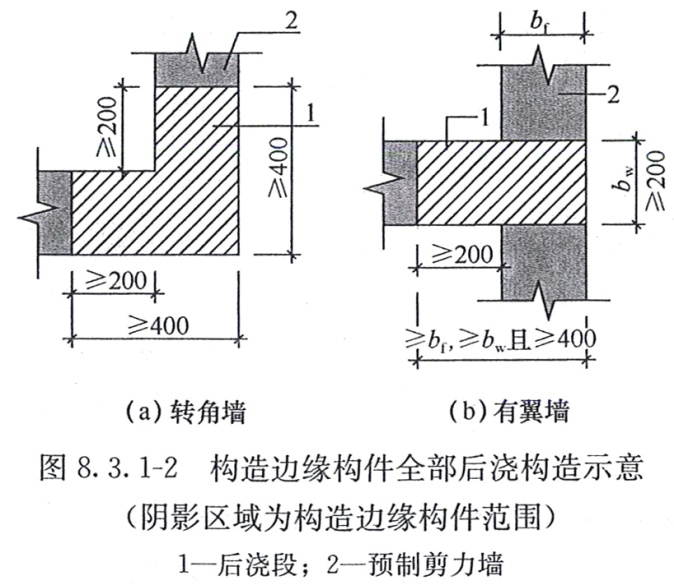 2
1
≥200
≥400
≥200
≥400
(a) 转角墙
b_f
2
1
b_w
≥200
≥200
≥b_f,≥b_w且≥400
(b) 有翼墙
图 8.3.1-2 构造边缘构件全部后浇构造示意
(阴影区域为构造边缘构件范围)
1—后浇段；2—预制剪力墙